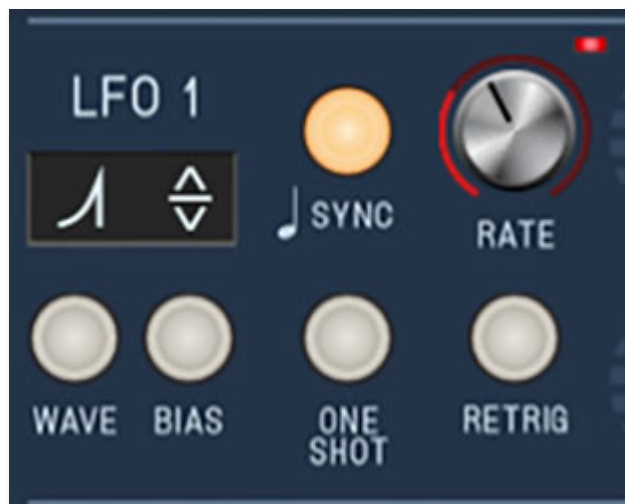 LFO 1
SYNC
RATE
WAVE
BIAS
ONE
SHOT
RETRIG